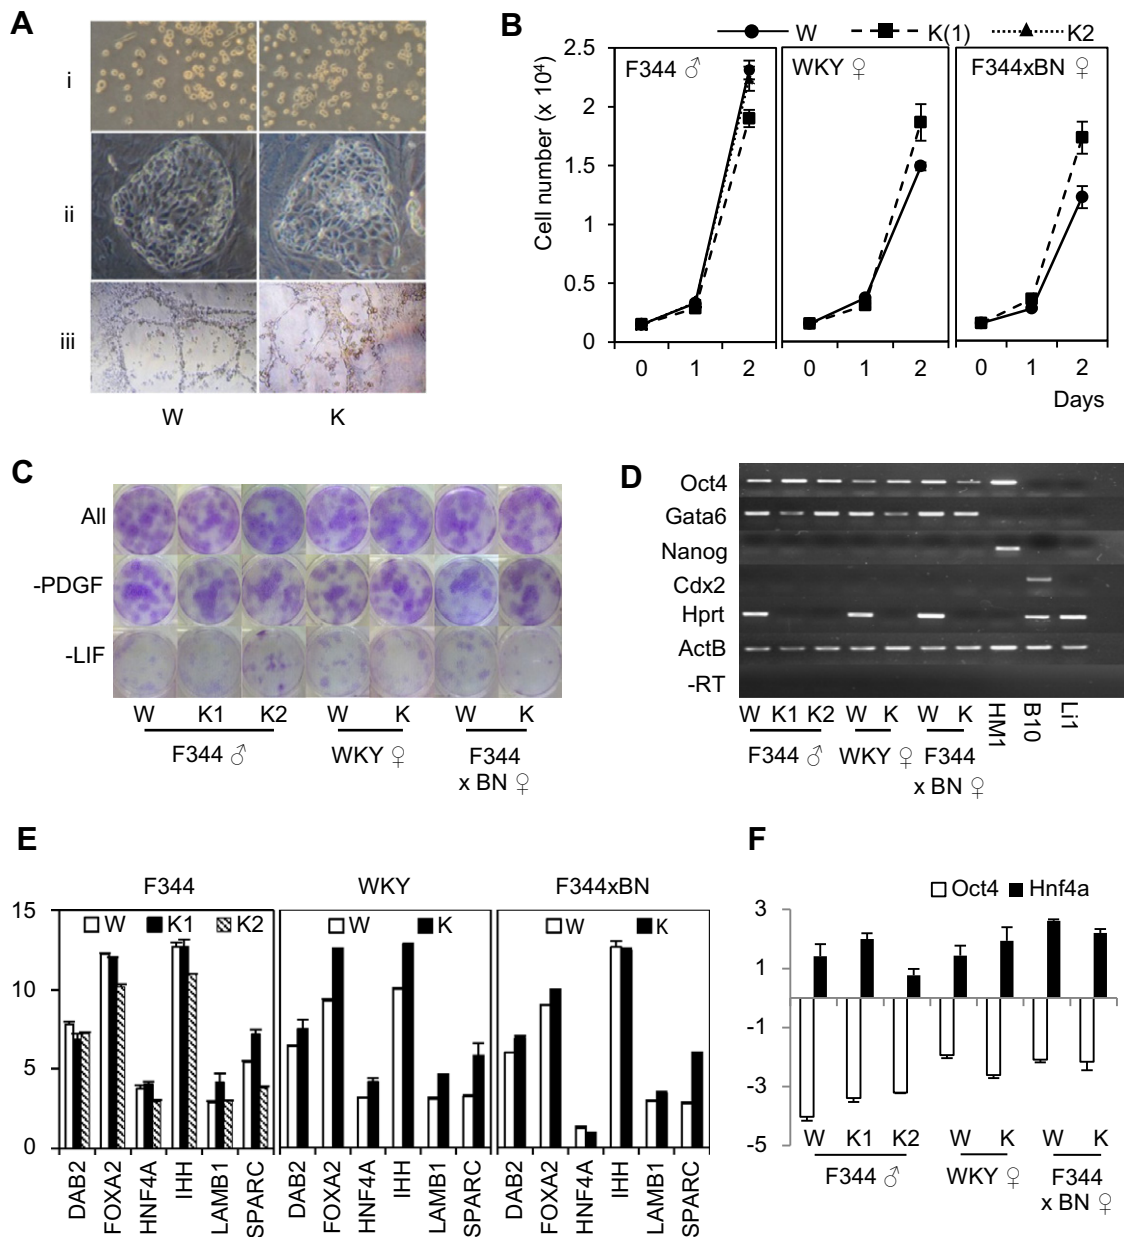 A
i
ii
iii
W K
B
W K(1) K2
Cell number (x 10⁴)
2.5
2
1.5
1
0.5
0
F344 ♂ WKY ♀ F344xBN ♀
0 1 2 0 1 2 0 1 2
Days
C
All
-PDGF
-LIF
W K1 K2 W K W K
F344 ♂ WKY ♀ F344
x BN ♀
D
Oct4
Gata6
Nanog
Cdx2
Hprt
ActB
-RT
W K1 K2 W K W K HM1 B10 Li1
F344 ♂ WKY ♀ F344
x BN ♀
E
F344 WKY F344xBN
15
10
5
0
W K1 K2 W K W K
DAB2 FOXA2 HNF4A IHH LAMB1 SPARC DAB2 FOXA2 HNF4A IHH LAMB1 SPARC DAB2 FOXA2 HNF4A IHH LAMB1 SPARC
F
Oct4 Hnf4a
3
1
-1
-3
-5
W K1 K2 W K W K
F344 ♂ WKY ♀ F344
x BN ♀